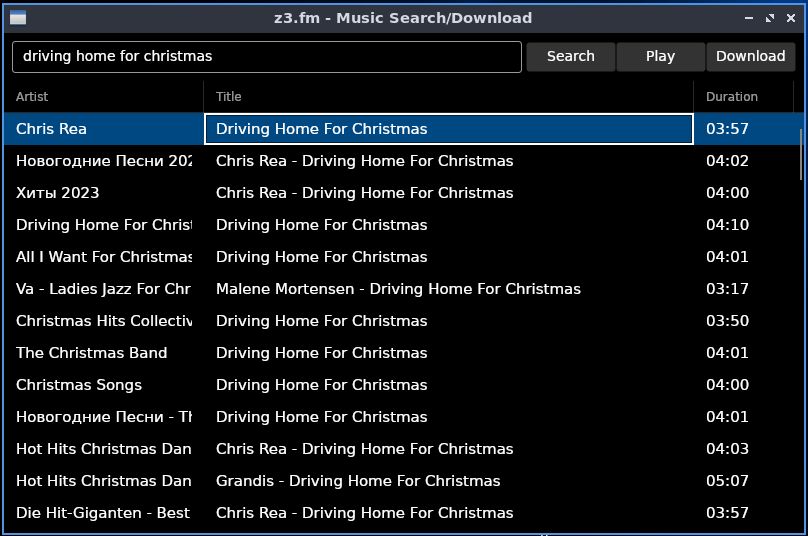 z3.fm - Music Search/Download
driving home for christmas Search Play Download
Artist Title Duration
Chris Rea Driving Home For Christmas 03:57
Новогодние Песни 202 Chris Rea - Driving Home For Christmas 04:02
Хиты 2023 Chris Rea - Driving Home For Christmas 04:00
Driving Home For Christ Driving Home For Christmas 04:10
All I Want For Christmas Driving Home For Christmas 04:01
Va - Ladies Jazz For Chr Malene Mortensen - Driving Home For Christmas 03:17
Christmas Hits Collectiv Driving Home For Christmas 03:50
The Christmas Band Driving Home For Christmas 04:01
Christmas Songs Driving Home For Christmas 04:00
Новогодние Песни - Th Driving Home For Christmas 04:01
Hot Hits Christmas Dan Chris Rea - Driving Home For Christmas 04:03
Hot Hits Christmas Dan Grandis - Driving Home For Christmas 05:07
Die Hit-Giganten - Best Chris Rea - Driving Home For Christmas 03:57